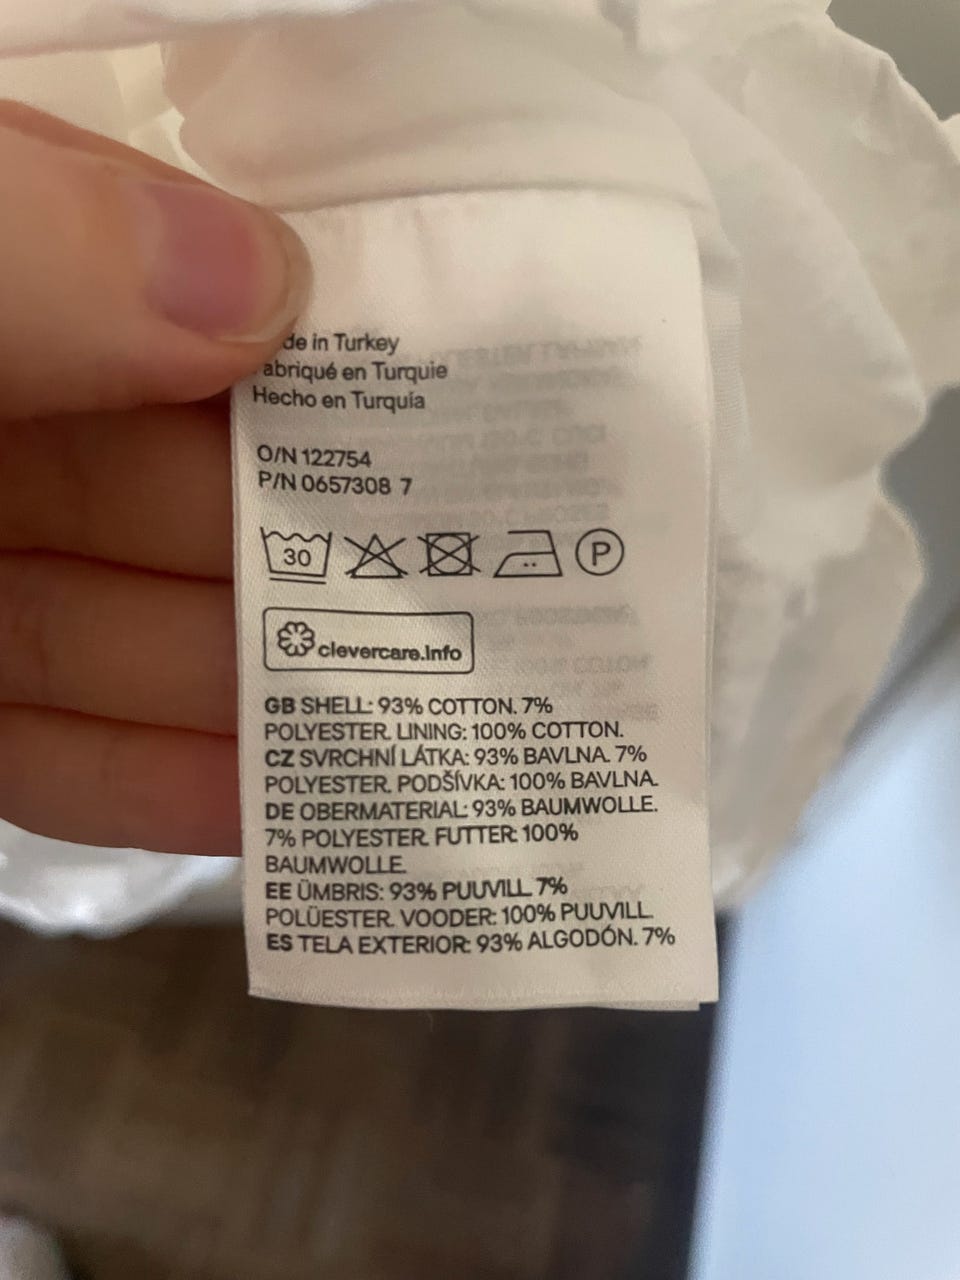 de in Turkey
abriqué en Turquie
Hecho en Turquía
O/N 122754
P/N 0657308 7
30 P
clevercare.info
GB SHELL: 93% COTTON. 7%
POLYESTER. LINING: 100% COTTON.
CZ SVRCHNÍ LÁTKA: 93% BAVLNA. 7%
POLYESTER. PODŠÍVKA: 100% BAVLNA.
DE OBERMATERIAL: 93% BAUMWOLLE.
7% POLYESTER. FUTTER: 100%
BAUMWOLLE.
EE ÜMBRIS: 93% PUUVILL. 7%
POLÜESTER. VOODER: 100% PUUVILL.
ES TELA EXTERIOR: 93% ALGODÓN. 7%